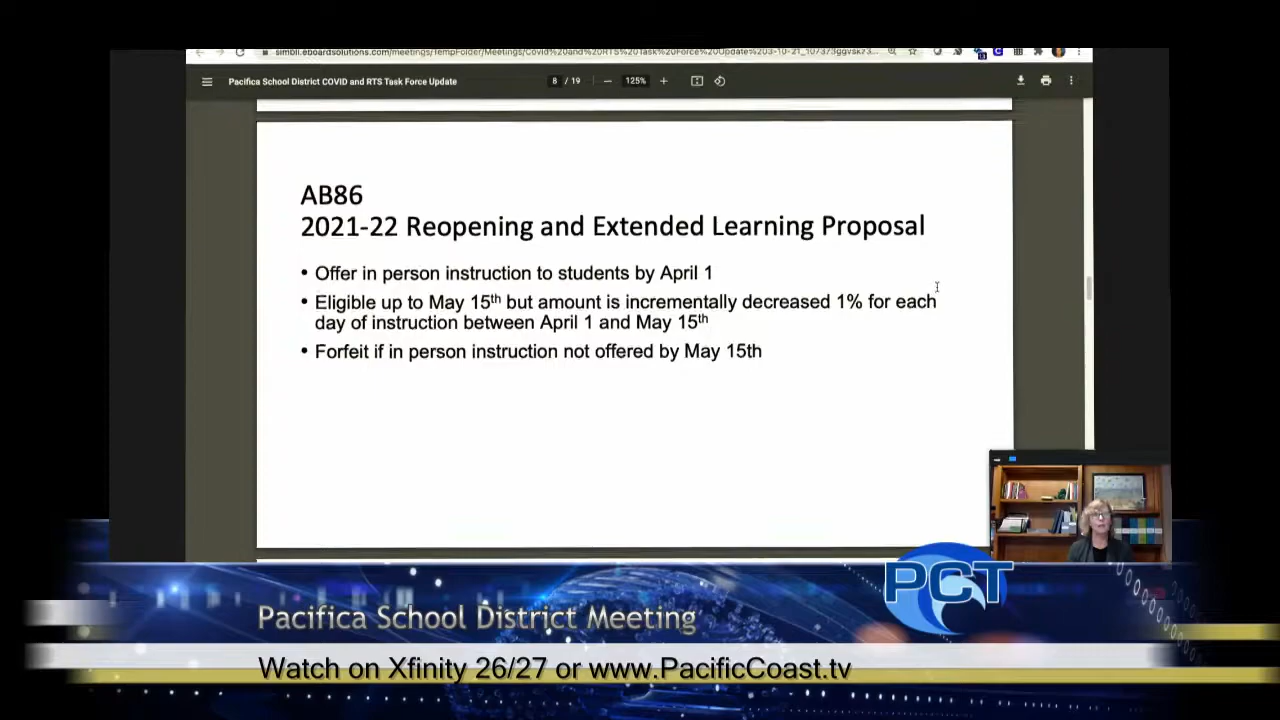 Pacifica School District COVID and RTS Task Force Update
8 / 19
125%
AB86
2021-22 Reopening and Extended Learning Proposal
• Offer in person instruction to students by April 1
• Eligible up to May 15th but amount is incrementally decreased 1% for each
day of instruction between April 1 and May 15th
• Forfeit if in person instruction not offered by May 15th
PCT
Pacifica School District Meeting
Watch on Xfinity 26/27 or www.PacificCoast.tv